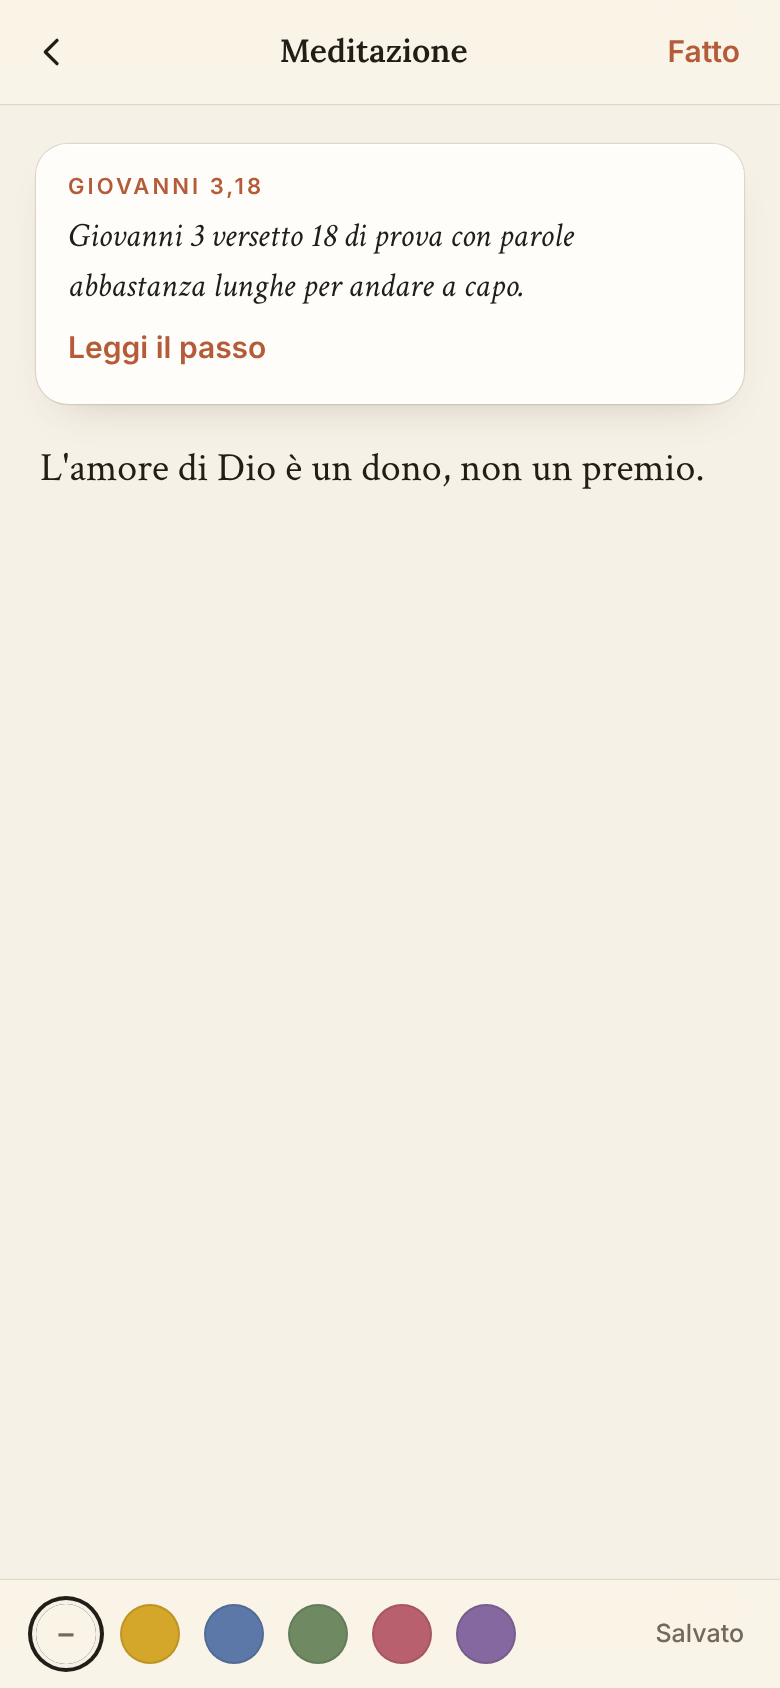 Meditazione
Fatto
GIOVANNI 3,18
Giovanni 3 versetto 18 di prova con parole
abbastanza lunghe per andare a capo.
Leggi il passo
L'amore di Dio è un dono, non un premio.
–
Salvato